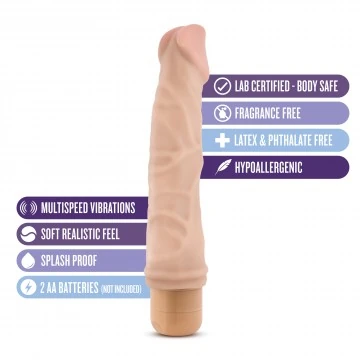 LAB CERTIFIED - BODY SAFE
FRAGRANCE FREE
LATEX & PHTHALATE FREE
HYPOALLERGENIC
MULTISPEED VIBRATIONS
SOFT REALISTIC FEEL
SPLASH PROOF
2 AA BATTERIES (NOT INCLUDED)